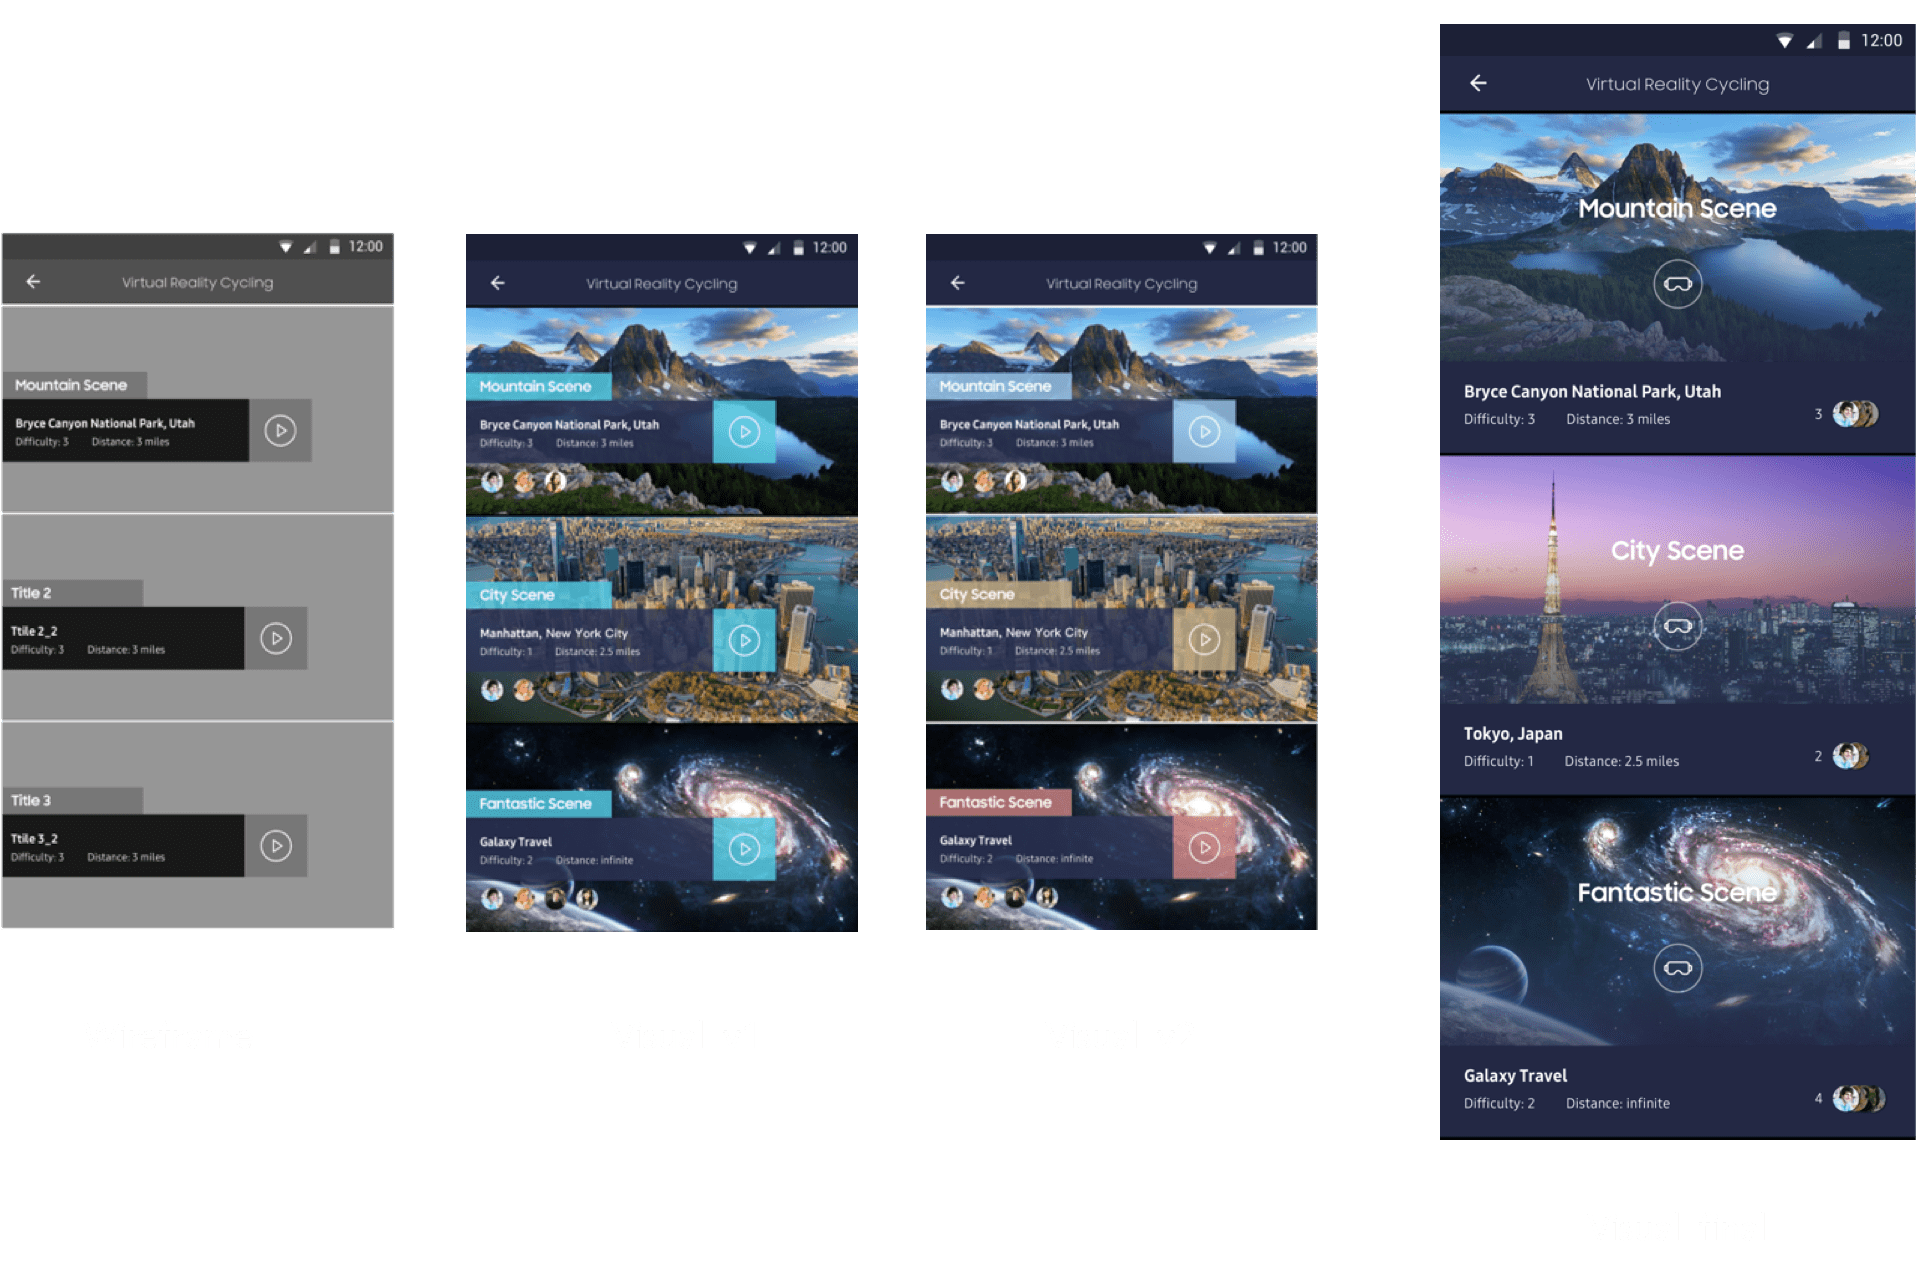 12:00
Virtual Reality Cycling
Mountain Scene
Bryce Canyon National Park, Utah
Difficulty: 3 Distance: 3 miles
Title 2
Ttile 2_2
Difficulty: 3 Distance: 3 miles
Title 3
Ttile 3_2
Difficulty: 3 Distance: 3 miles
12:00
Virtual Reality Cycling
Mountain Scene
Bryce Canyon National Park, Utah
Difficulty: 3 Distance: 3 miles
City Scene
Manhattan, New York City
Difficulty: 1 Distance: 2.5 miles
Fantastic Scene
Galaxy Travel
Difficulty: 2 Distance: infinite
12:00
Virtual Reality Cycling
Mountain Scene
Bryce Canyon National Park, Utah
Difficulty: 3 Distance: 3 miles
City Scene
Manhattan, New York City
Difficulty: 1 Distance: 2.5 miles
Fantastic Scene
Galaxy Travel
Difficulty: 2 Distance: infinite
12:00
Virtual Reality Cycling
Mountain Scene
Bryce Canyon National Park, Utah
Difficulty: 3 Distance: 3 miles
3
City Scene
Tokyo, Japan
Difficulty: 1 Distance: 2.5 miles
2
Fantastic Scene
Galaxy Travel
Difficulty: 2 Distance: infinite
4